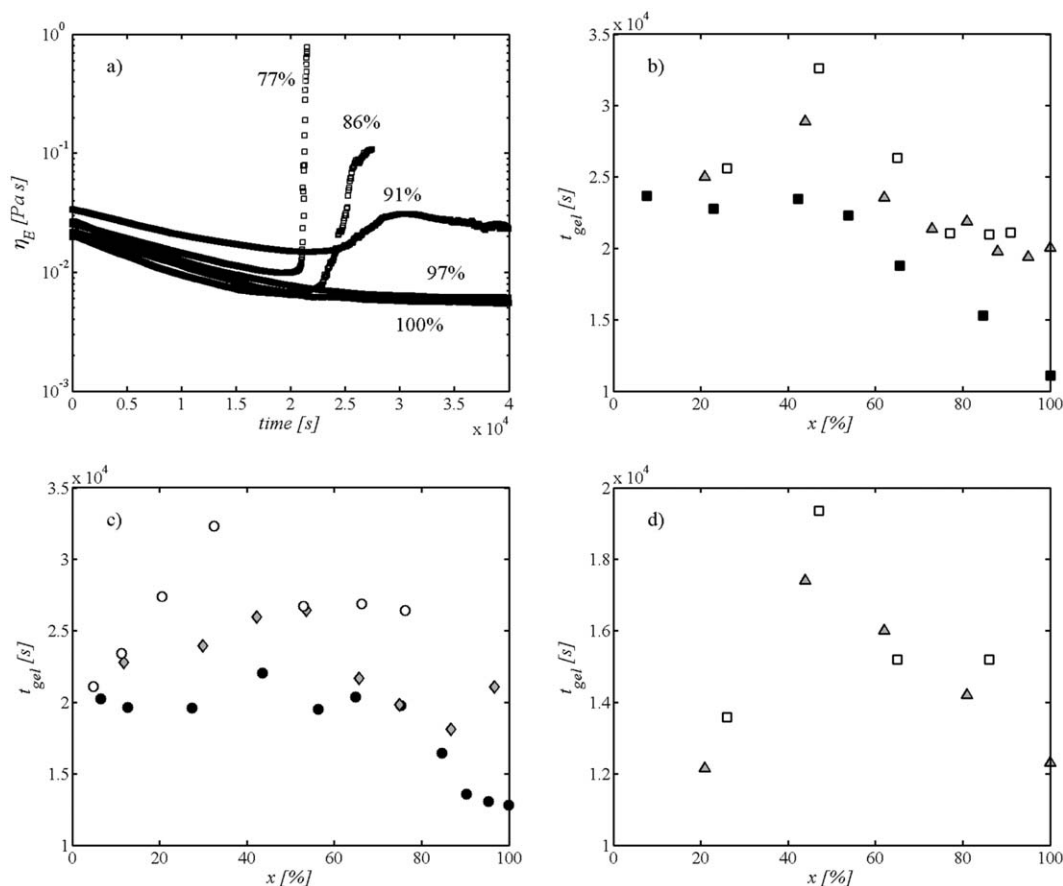 a)
77%
86%
91%
97%
100%
10^0
10^-1
10^-2
10^-3
η_E [Pa s]
0 0.5 1 1.5 2 2.5 3 3.5 4
time [s]
x 10^4
b)
x 10^4
3.5
3
2.5
2
1.5
1
t_gel [s]
0 20 40 60 80 100
x [%]
c)
x 10^4
3.5
3
2.5
2
1.5
1
t_gel [s]
0 20 40 60 80 100
x [%]
d)
x 10^4
2
1.8
1.6
1.4
1.2
1
t_gel [s]
0 20 40 60 80 100
x [%]